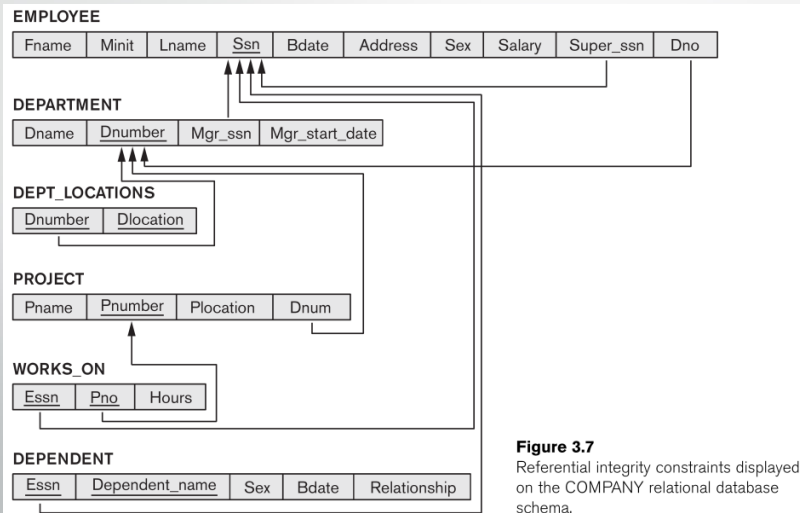 EMPLOYEE
Fname Minit Lname Ssn Bdate Address Sex Salary Super_ssn Dno
DEPARTMENT
Dname Dnumber Mgr_ssn Mgr_start_date
DEPT_LOCATIONS
Dnumber Dlocation
PROJECT
Pname Pnumber Plocation Dnum
WORKS_ON
Essn Pno Hours
DEPENDENT
Essn Dependent_name Sex Bdate Relationship
Figure 3.7
Referential integrity constraints displayed
on the COMPANY relational database
schema.